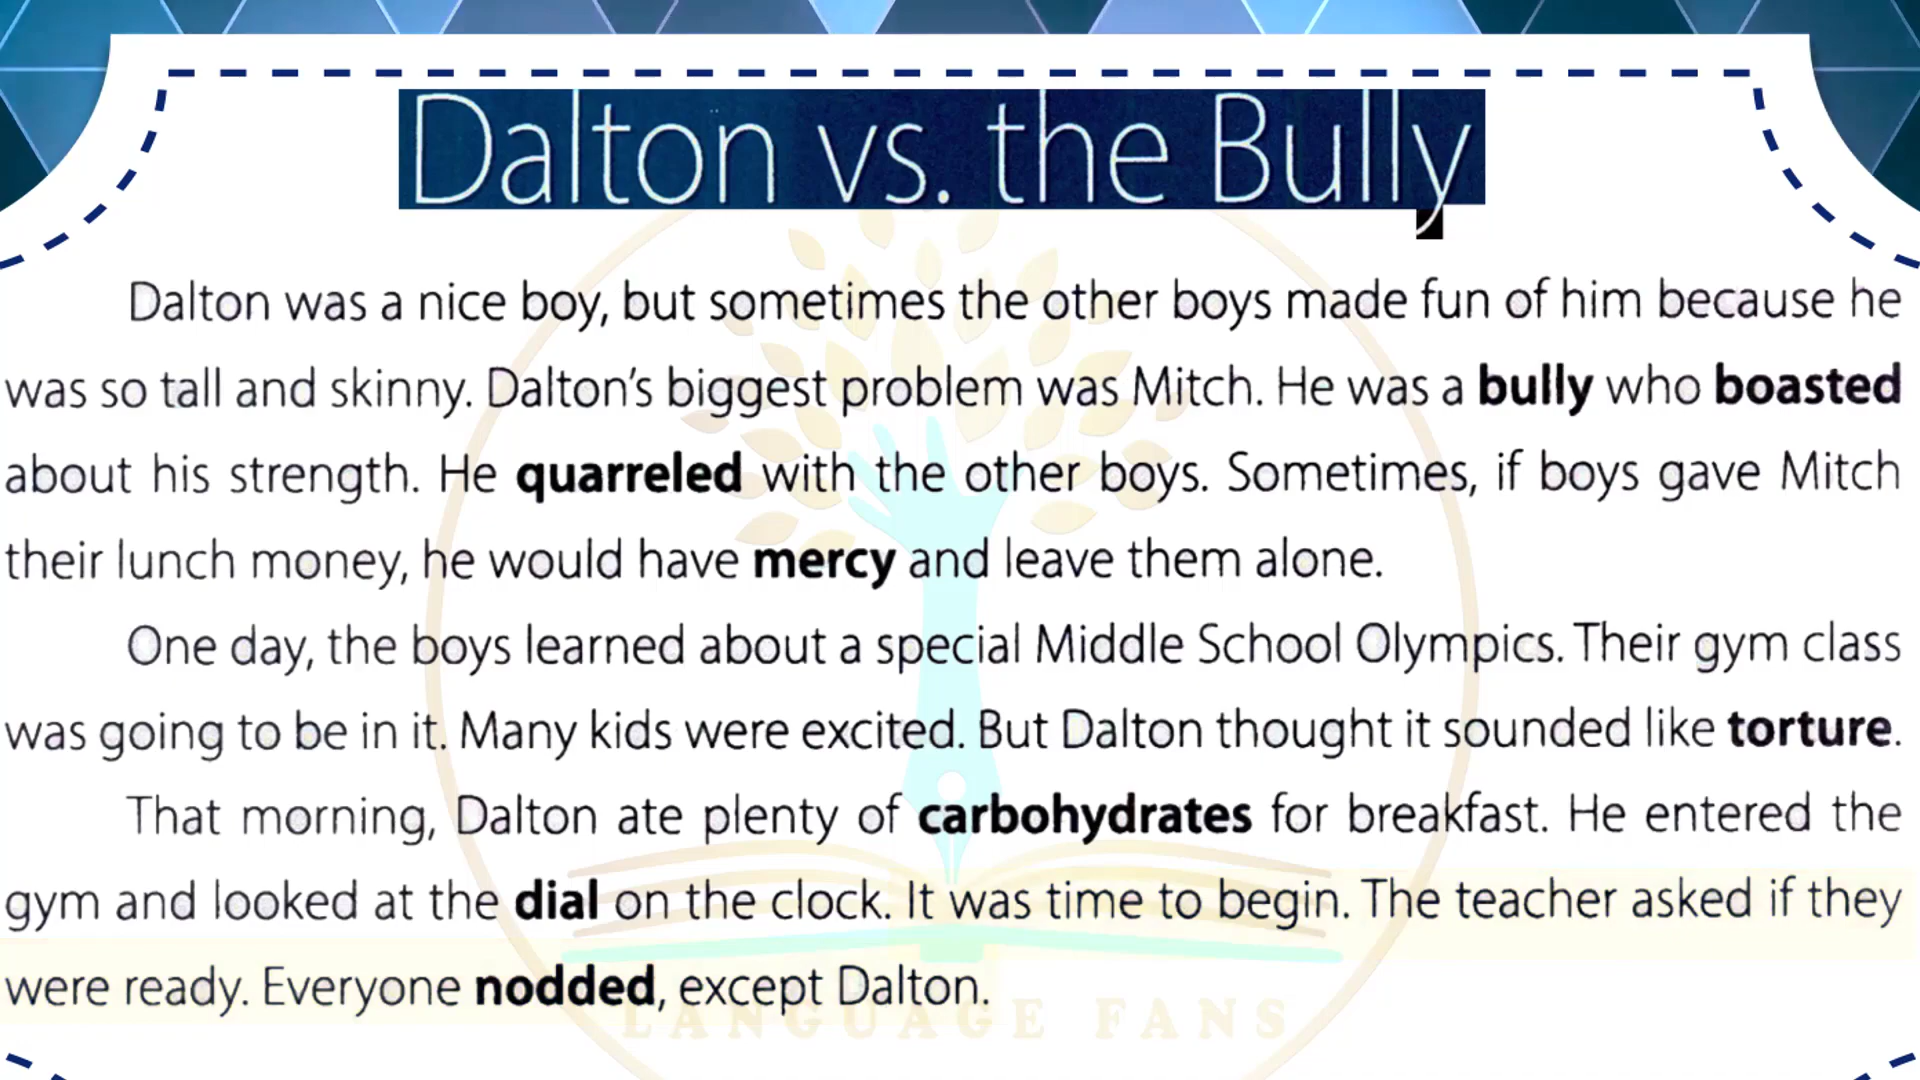 Dalton vs. the Bully
Dalton was a nice boy, but sometimes the other boys made fun of him because he
was so tall and skinny. Dalton's biggest problem was Mitch. He was a bully who boasted
about his strength. He quarreled with the other boys. Sometimes, if boys gave Mitch
their lunch money, he would have mercy and leave them alone.
One day, the boys learned about a special Middle School Olympics. Their gym class
was going to be in it. Many kids were excited. But Dalton thought it sounded like torture.
That morning, Dalton ate plenty of carbohydrates for breakfast. He entered the
gym and looked at the dial on the clock. It was time to begin. The teacher asked if they
were ready. Everyone nodded, except Dalton.
LANGUAGE FANS